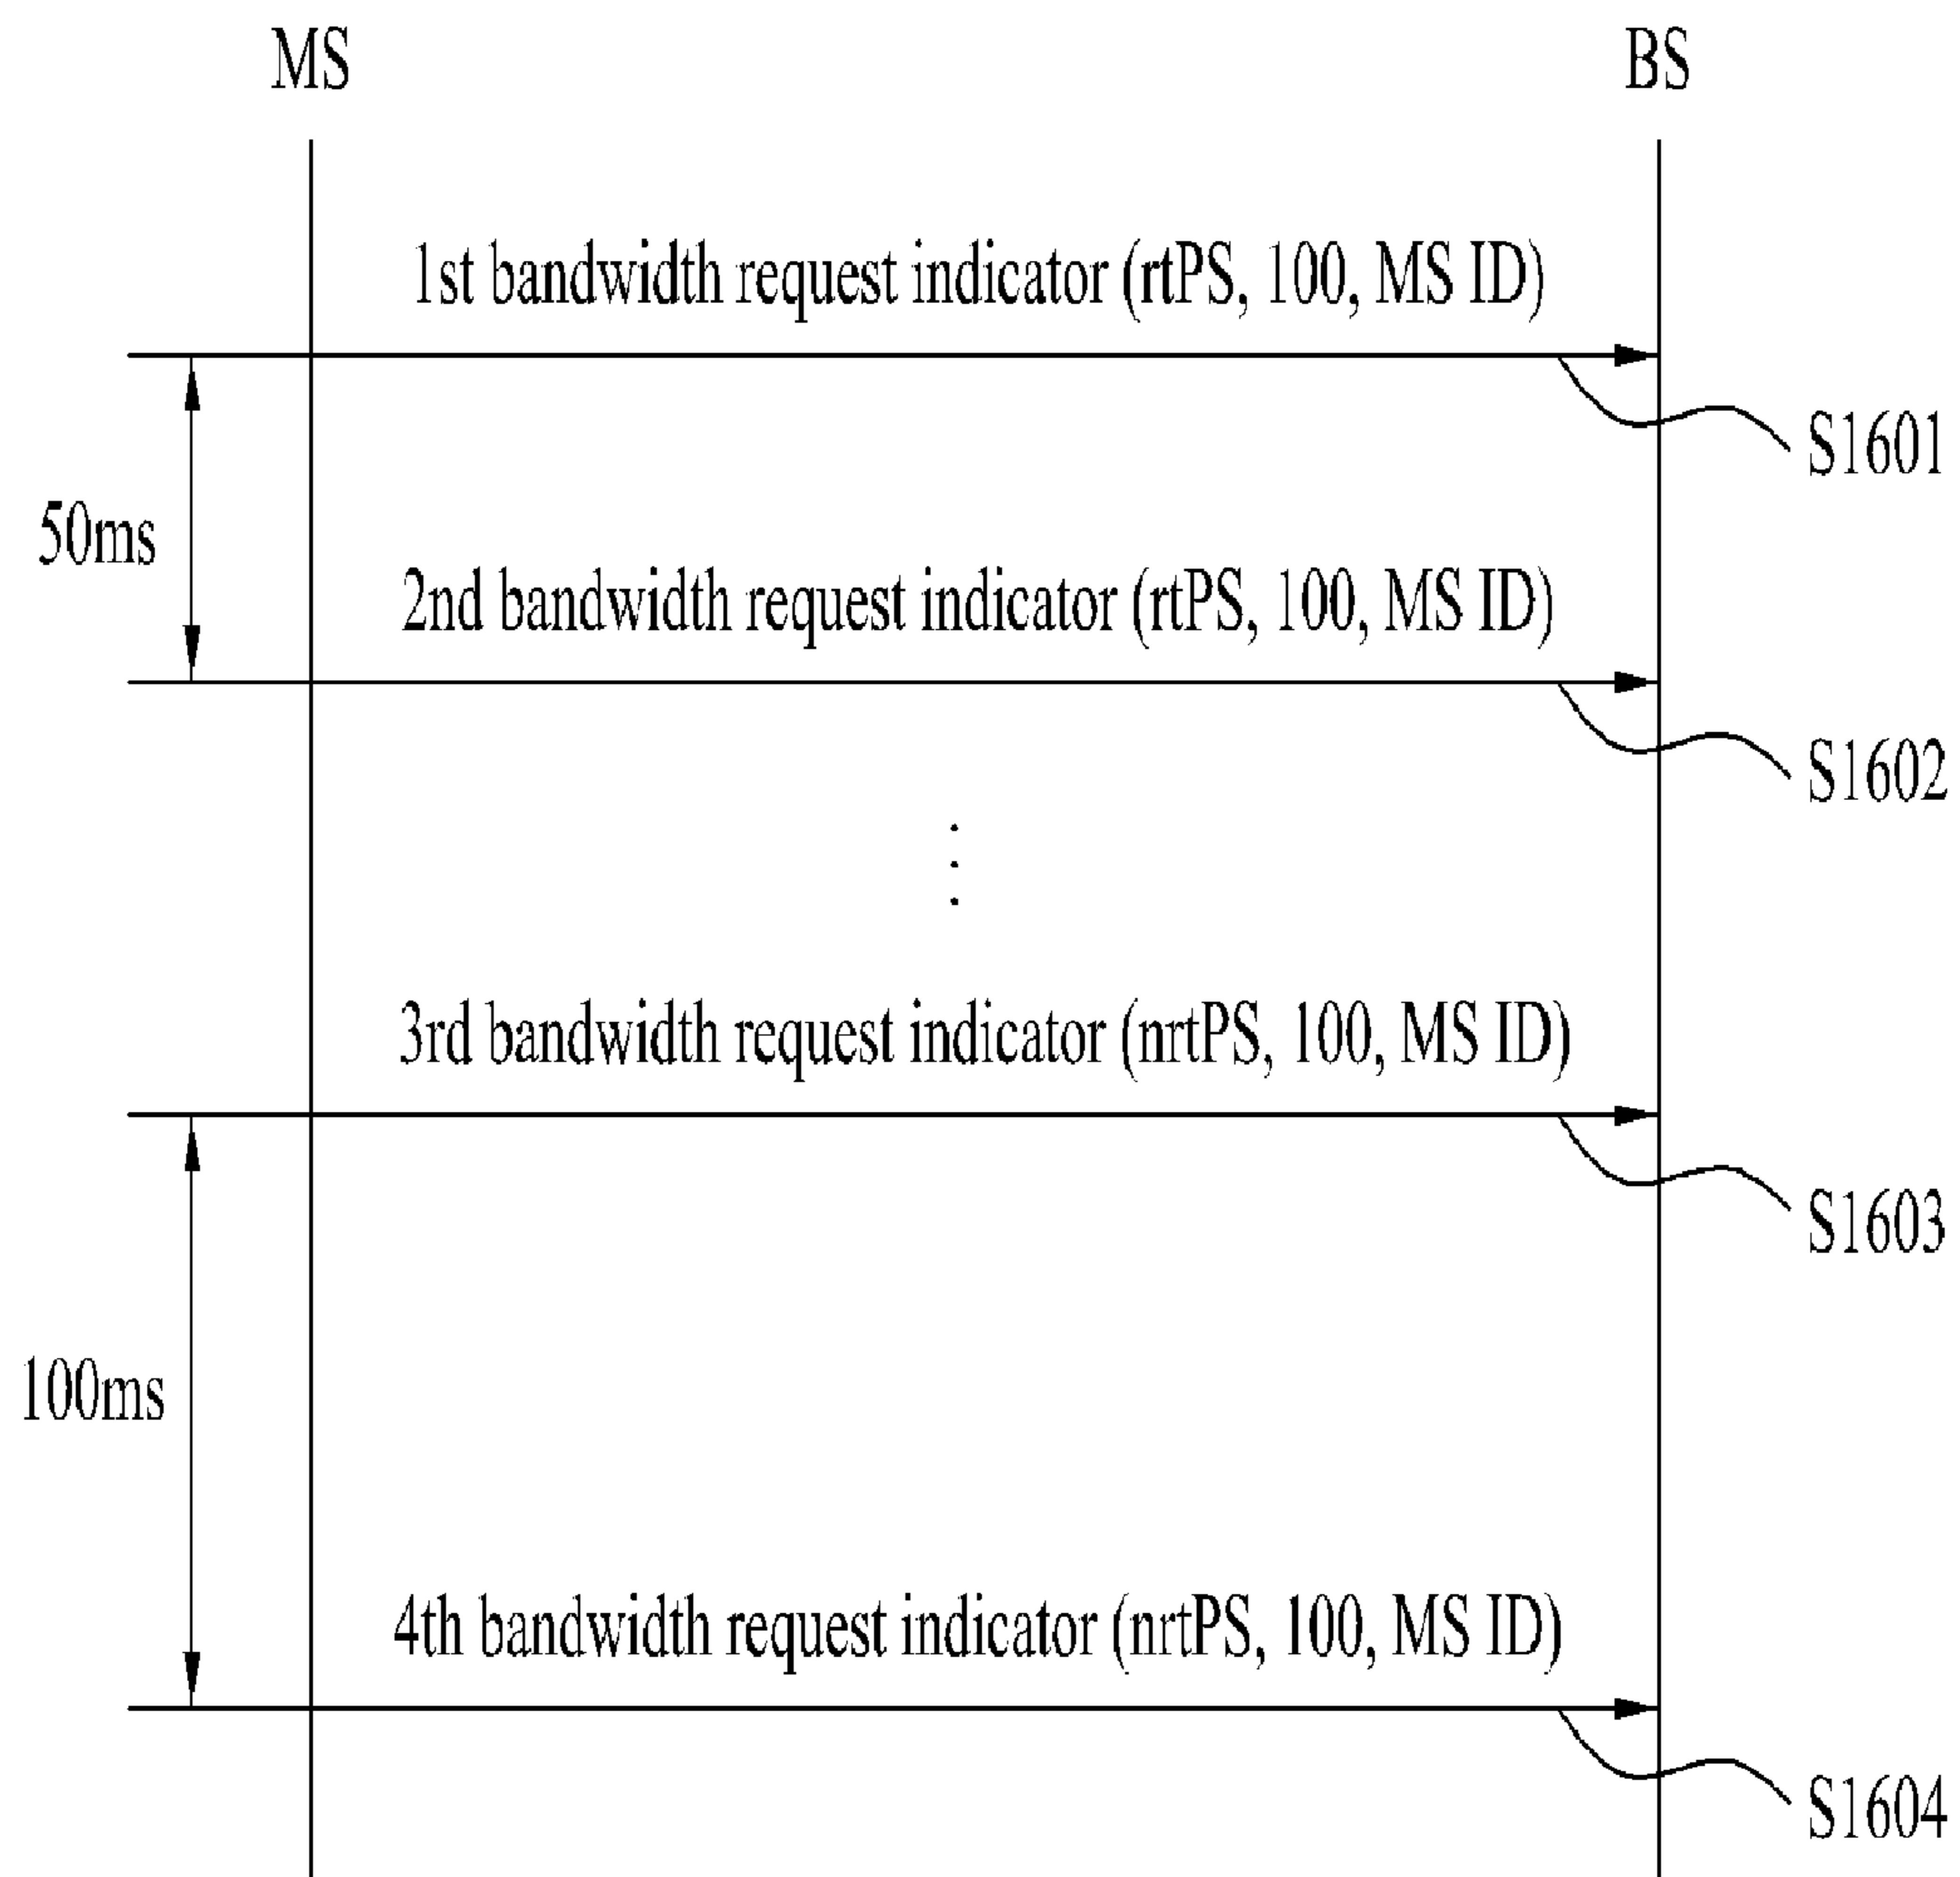 MS
BS
1st bandwidth request indicator (rtPS, 100, MS ID)
S1601
50ms
2nd bandwidth request indicator (rtPS, 100, MS ID)
S1602
3rd bandwidth request indicator (nrtPS, 100, MS ID)
S1603
100ms
4th bandwidth request indicator (nrtPS, 100, MS ID)
S1604